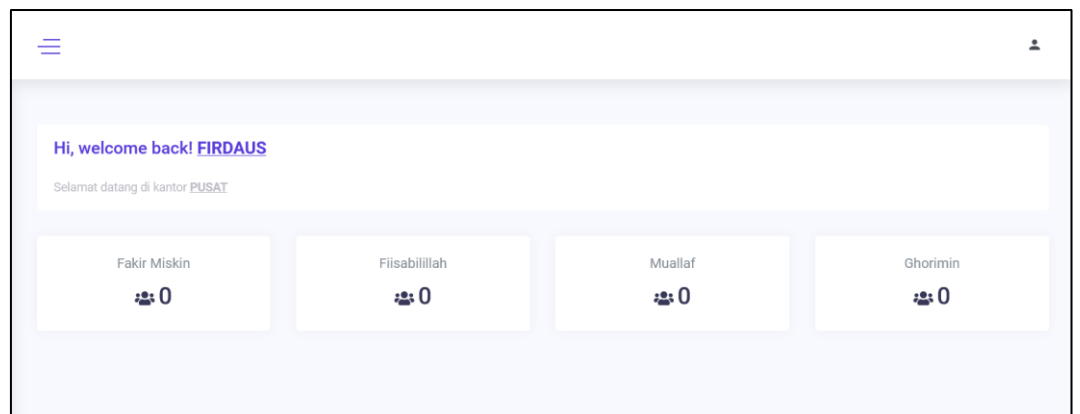 Hi, welcome back! FIRDAUS
Selamat datang di kantor PUSAT
Fakir Miskin
0
Fiisabilillah
0
Muallaf
0
Ghorimin
0